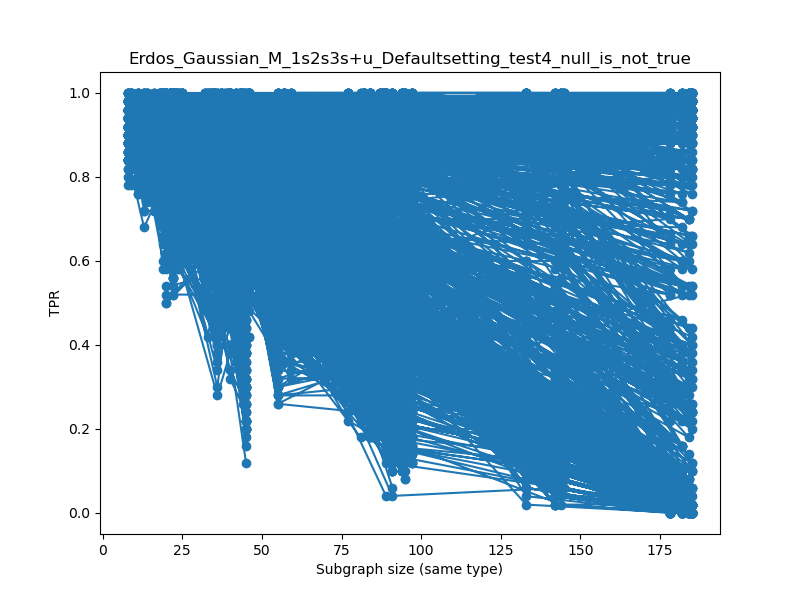 Erdos_Gaussian_M_1s2s3s+u_Defaultsetting_test4_null_is_not_true
1.0
0.8
0.6
0.4
0.2
0.0
TPR
0 25 50 75 100 125 150 175
Subgraph size (same type)